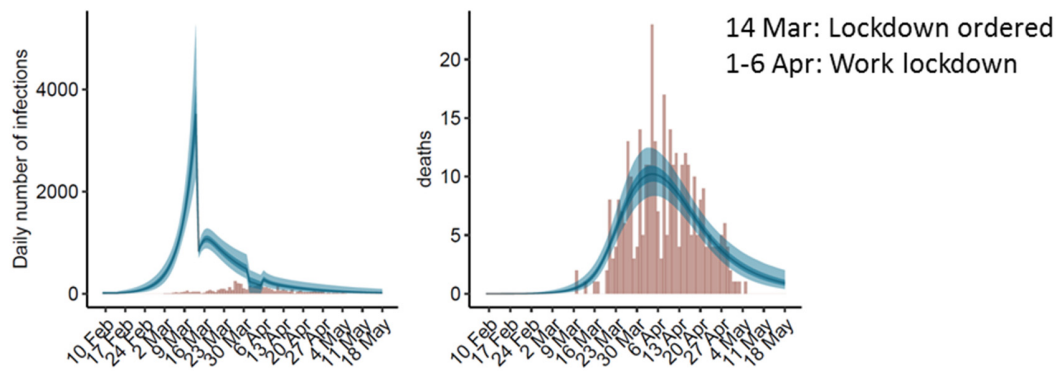 Daily number of infections
4000
2000
0
10 Feb
17 Feb
24 Feb
2 Mar
9 Mar
16 Mar
23 Mar
30 Mar
6 Apr
13 Apr
20 Apr
27 Apr
4 May
11 May
18 May
deaths
20
15
10
5
0
10 Feb
17 Feb
24 Feb
2 Mar
9 Mar
16 Mar
23 Mar
30 Mar
6 Apr
13 Apr
20 Apr
27 Apr
4 May
11 May
18 May
14 Mar: Lockdown ordered
1-6 Apr: Work lockdown